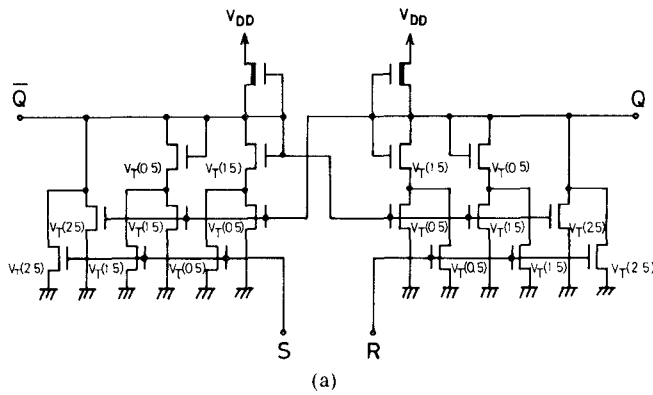 V_DD V_DD
Q̅ Q
V_T(0.5) V_T(1.5) V_T(1.5) V_T(0.5)
V_T(2.5) V_T(1.5) V_T(0.5) V_T(0.5) V_T(1.5) V_T(2.5)
V_T(2.5) V_T(1.5) V_T(0.5) V_T(0.5) V_T(1.5) V_T(2.5)
S R
(a)